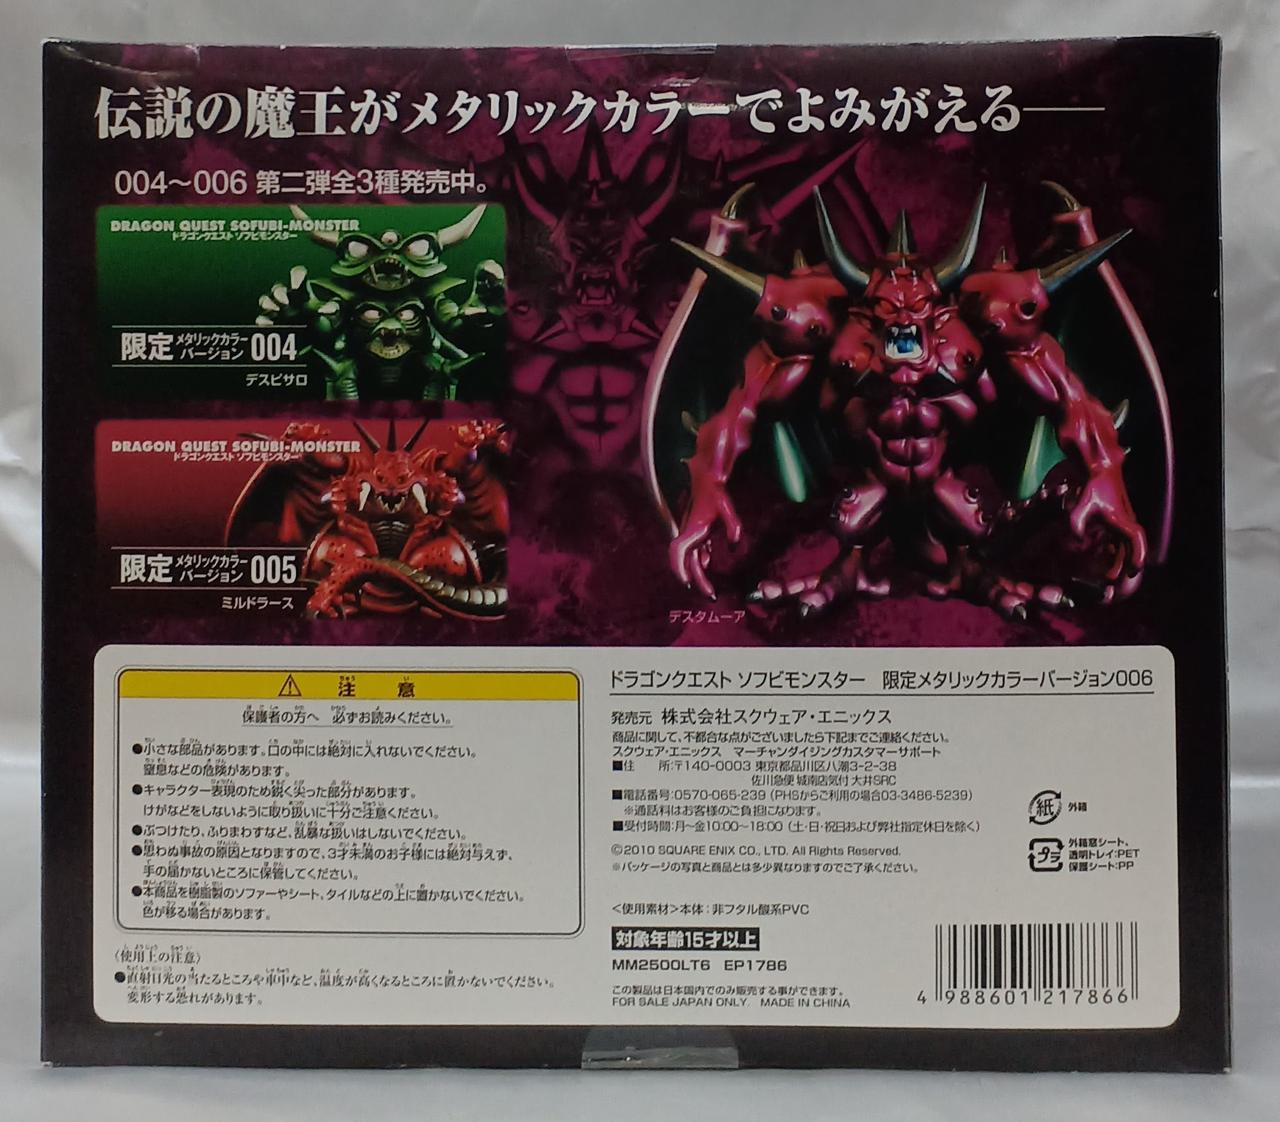 伝説の魔王がメタリックカラーでよみがえる――
004～006 第二弾全3種発売中。
DRAGON QUEST SOFUBI-MONSTER
ドラゴンクエスト ソフビモンスター
限定 メタリックカラーバージョン 004
デスピサロ
DRAGON QUEST SOFUBI-MONSTER
ドラゴンクエスト ソフビモンスター
限定 メタリックカラーバージョン 005
ミルドラース
デスタムーア
注意
保護者の方へ 必ずお読みください。
●小さな部品があります。口の中には絶対に入れないでください。
窒息などの危険があります。
●キャラクター表現のため鋭く尖った部分があります。
けがなどをしないように取り扱いに十分ご注意ください。
●ぶつけたり、ふりまわすなど、乱暴な扱いはしないでください。
●思わぬ事故の原因となりますので、3才未満のお子様には絶対与えず、
手の届かないところに保管してください。
●本商品を樹脂製のソファーやシート、タイルなどの上に置かないでください。
色が移る場合があります。
〈使用上の注意〉
●直射日光の当たるところや車中など、温度が高くなるところに置かないでください。
変形する恐れがあります。
ドラゴンクエスト ソフビモンスター 限定メタリックカラーバージョン006
発売元 株式会社スクウェア・エニックス
商品に関して、不都合な点がございましたら下記までご連絡ください。
スクウェア・エニックス マーチャンダイジングカスタマーサポート
■住 所:〒140-0003 東京都品川区八潮3-2-38
佐川急便 城南店気付 大井SRC
■電話番号:0570-065-239 (PHSからご利用の場合03-3486-5239)
※通話料はお客様のご負担になります。
■受付時間:月～金10:00～18:00 (土・日・祝日および弊社指定休日を除く)
©2010 SQUARE ENIX CO., LTD. All Rights Reserved.
※パッケージの写真と商品とは多少異なりますのでご了承ください。
紙 外箱
プラ 外箱窓シート、
透明トレイ:PET
保護シート:PP
<使用素材>本体:非フタル酸系PVC
対象年齢15才以上
MM2500LT6 EP1786
この製品は日本国内でのみ販売する事ができます。
FOR SALE JAPAN ONLY. MADE IN CHINA
4 988601 217866